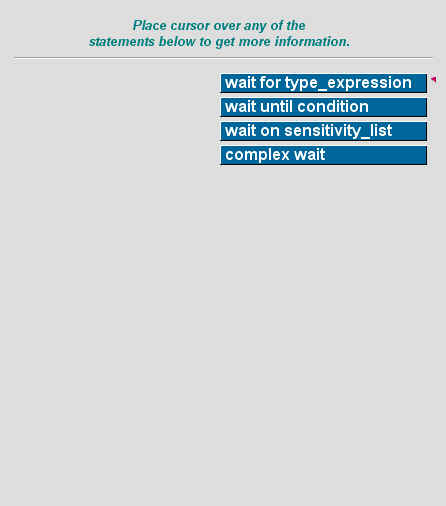 Place cursor over any of the
statements below to get more information.
wait for type_expression
wait until condition
wait on sensitivity_list
complex wait